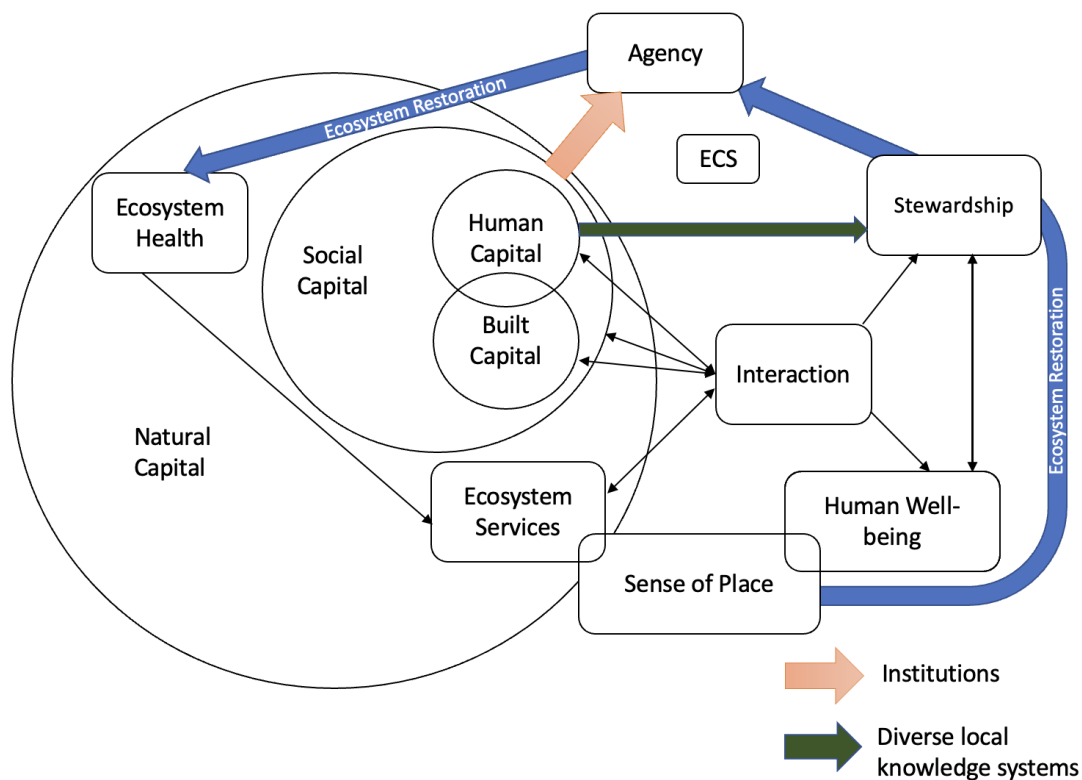 Agency
Ecosystem Restoration
ECS
Ecosystem
Health
Human
Capital
Stewardship
Social
Capital
Built
Capital
Interaction
Ecosystem Restoration
Natural
Capital
Ecosystem
Services
Human Well-
being
Sense of Place
Institutions
Diverse local
knowledge systems